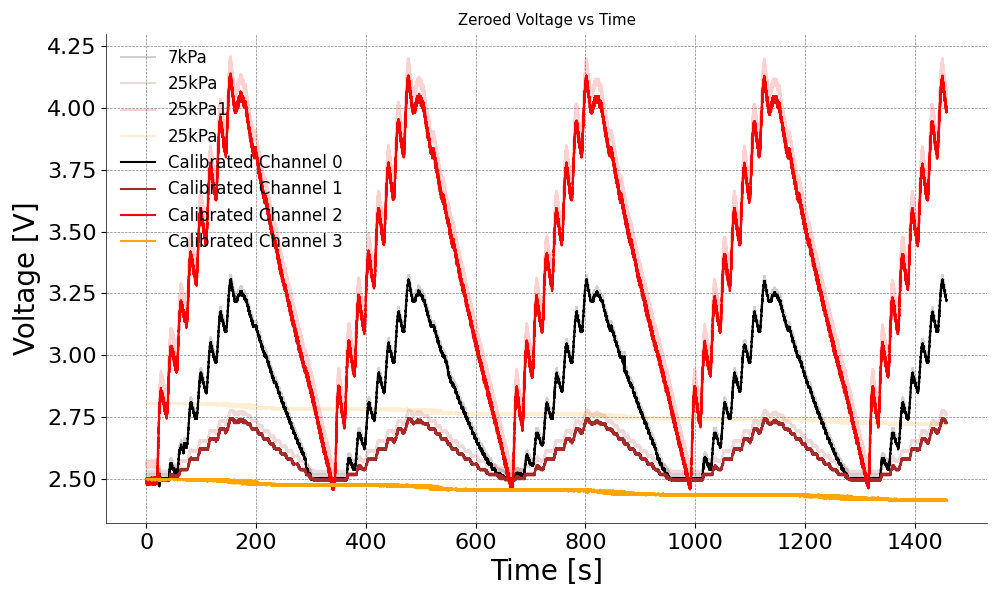 Zeroed Voltage vs Time
Voltage [V]
4.25
4.00
3.75
3.50
3.25
3.00
2.75
2.50
7kPa
25kPa
25kPa1
25kPa
Calibrated Channel 0
Calibrated Channel 1
Calibrated Channel 2
Calibrated Channel 3
0 200 400 600 800 1000 1200 1400
Time [s]